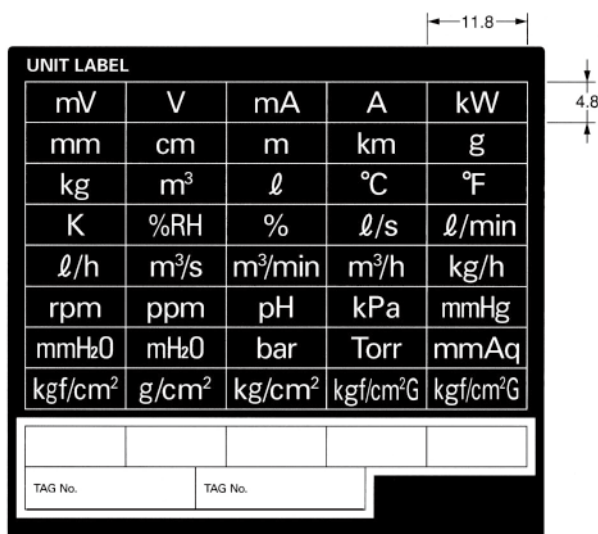 11.8
UNIT LABEL
4.8
mV V mA A kW
mm cm m km g
kg m³ ℓ °C °F
K %RH % ℓ/s ℓ/min
ℓ/h m³/s m³/min m³/h kg/h
rpm ppm pH kPa mmHg
mmH₂O mH₂O bar Torr mmAq
kgf/cm² g/cm² kg/cm² kgf/cm²G kgf/cm²G
TAG No. TAG No.